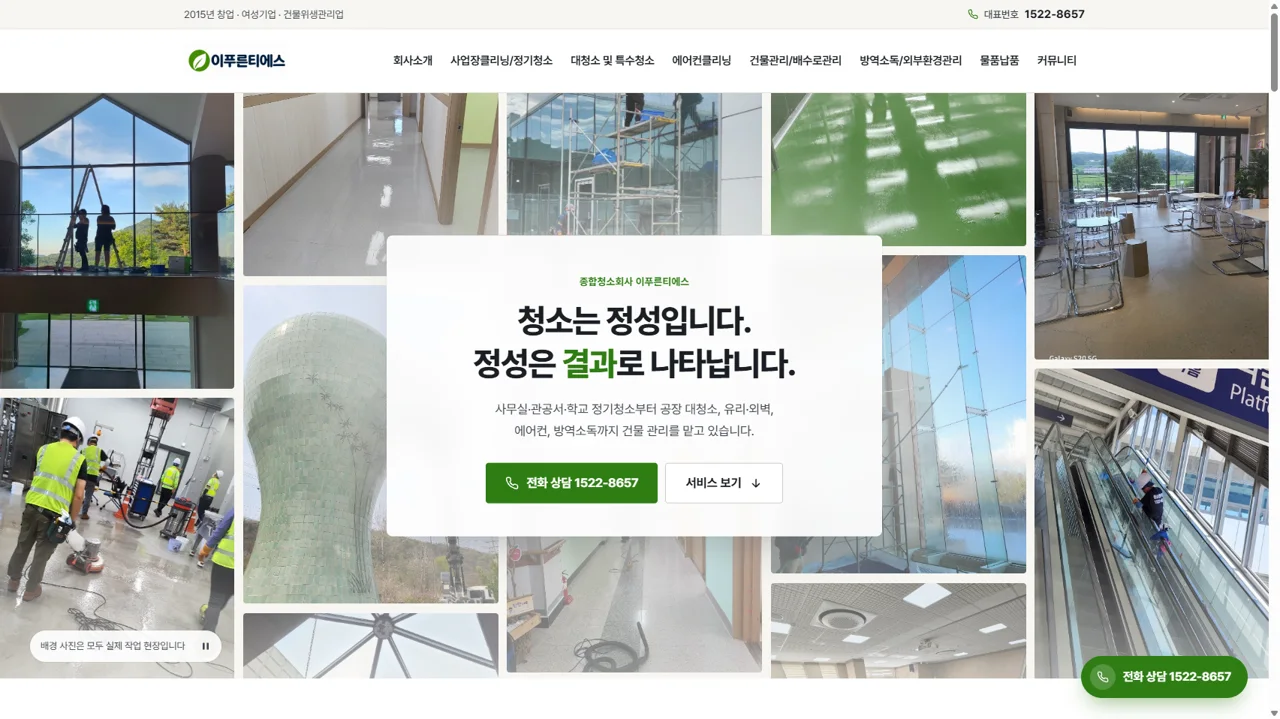 2015년 창업 · 여성기업 · 건물위생관리업
대표번호 1522-8657
이푸른티에스
회사소개 사업장클리닝/정기청소 대청소 및 특수청소 에어컨클리닝 건물관리/배수로관리 방역소독/외부환경관리 물품납품 커뮤니티
종합청소회사 이푸른티에스
청소는 정성입니다.
정성은 결과로 나타납니다.
사무실·관공서·학교 정기청소부터 공장 대청소, 유리·외벽,
에어컨, 방역소독까지 건물 관리를 맡고 있습니다.
전화 상담 1522-8657
서비스 보기
Galaxy S20 5G
Platf
배경 사진은 모두 실제 작업 현장입니다
전화 상담 1522-8657